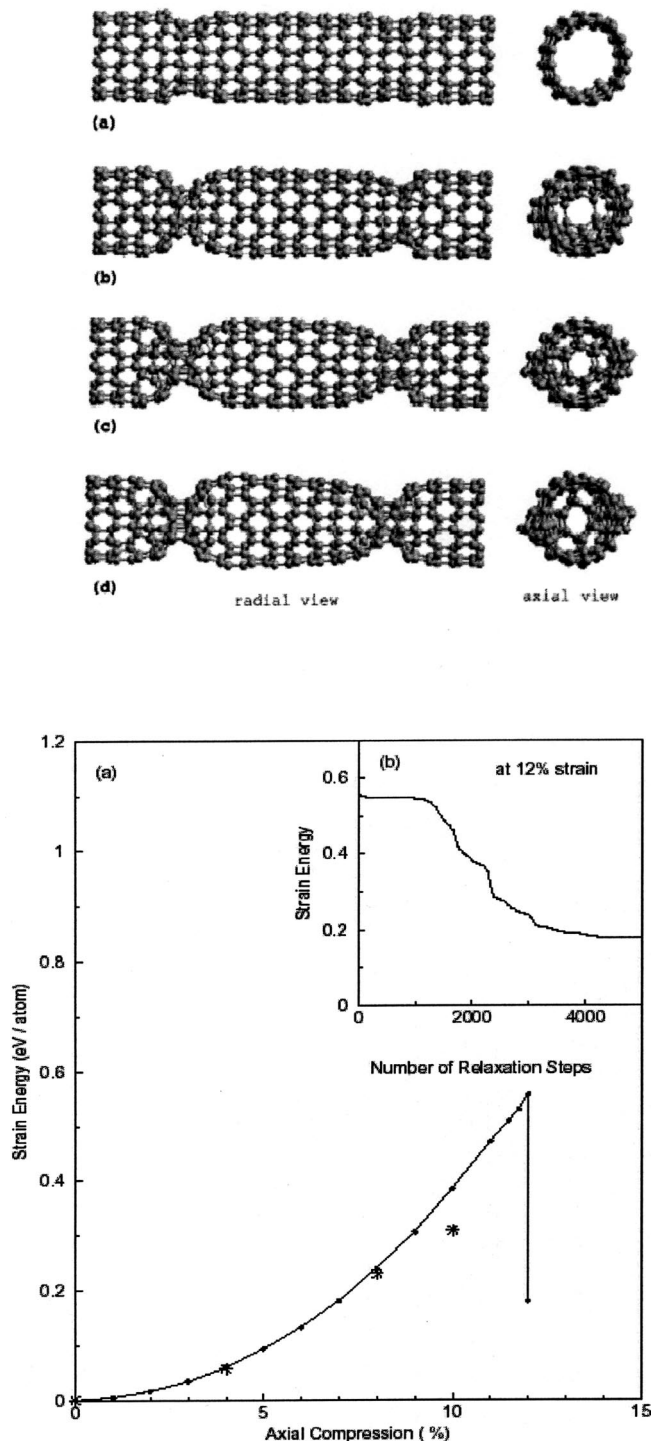 (a)
(b)
(c)
(d)
radial view
axial view
(a)
(b)
at 12% strain
1.2
1
0.8
0.6
0.4
0.2
0
Strain Energy (eV / atom)
0.6
0.4
0.2
0
Strain Energy
0
2000
4000
Number of Relaxation Steps
0
5
10
15
Axial Compression ( %)